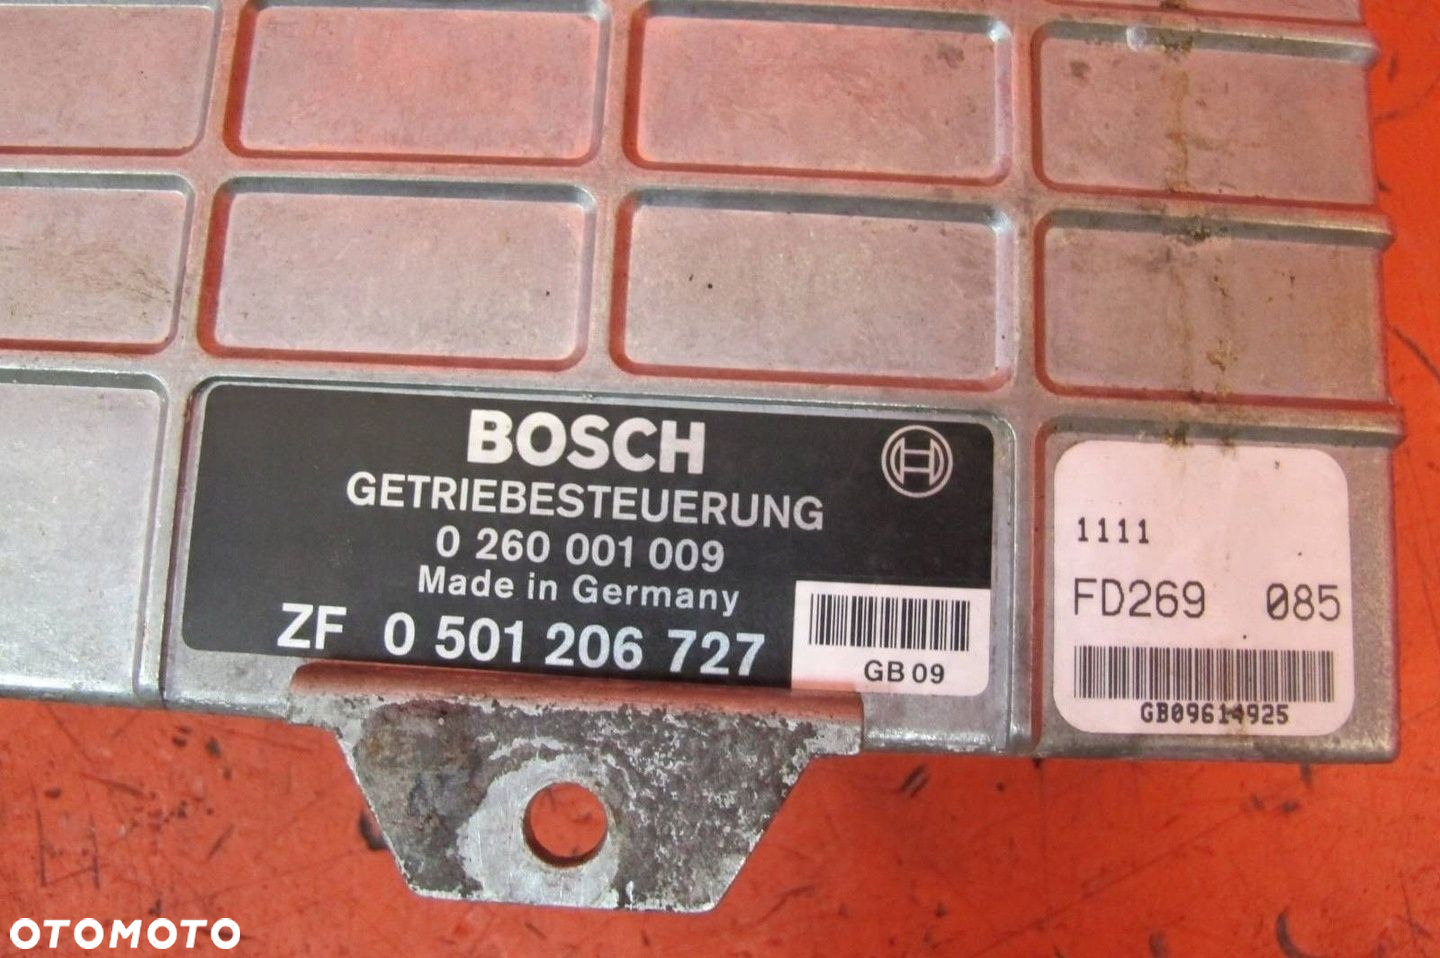 BOSCH
GETRIEBESTEUERUNG
0 260 001 009
Made in Germany
ZF 0 501 206 727
GB 09
1111
FD269 085
GB09614925
OTOMOTO